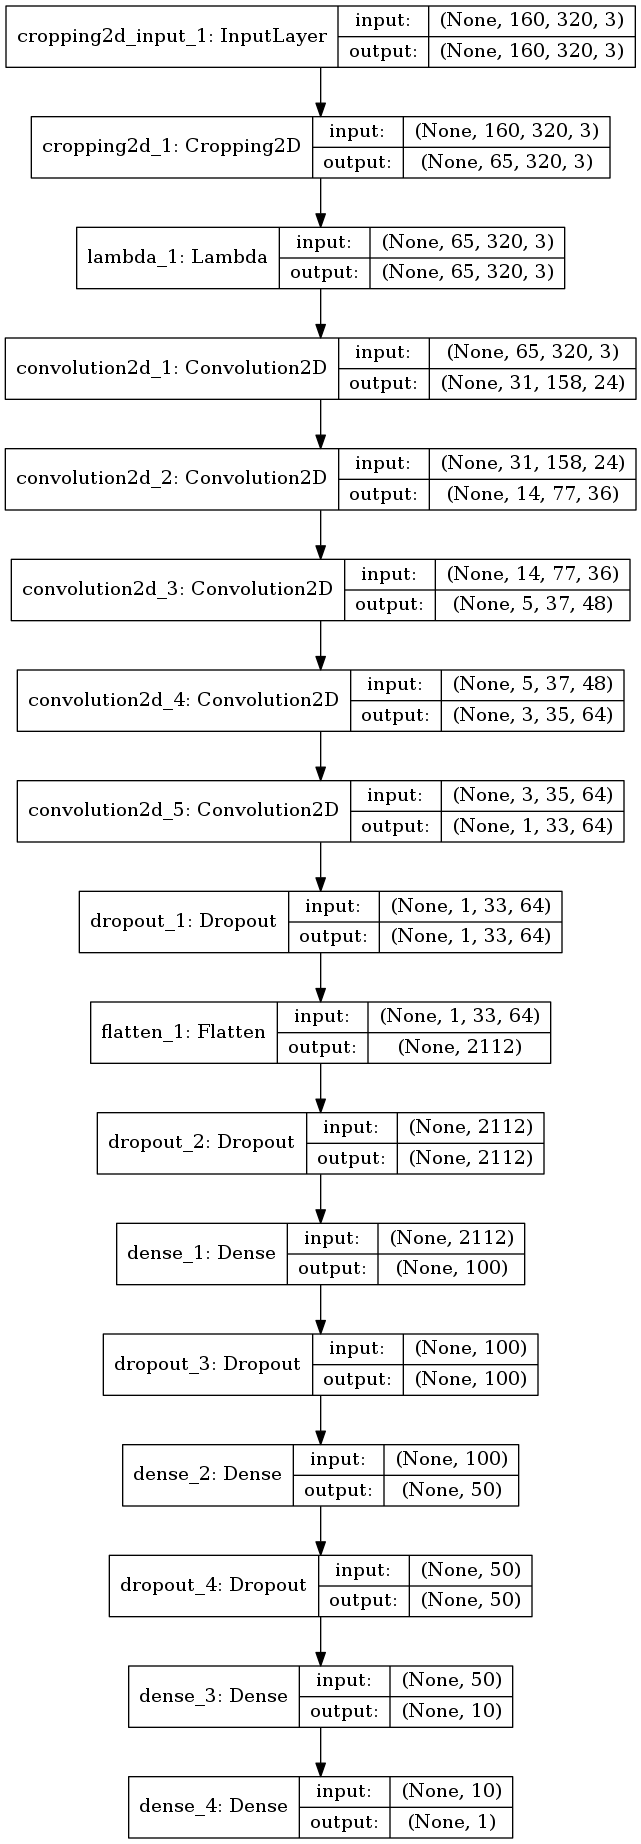 cropping2d_input_1: InputLayer
input: (None, 160, 320, 3)
output: (None, 160, 320, 3)
cropping2d_1: Cropping2D
input: (None, 160, 320, 3)
output: (None, 65, 320, 3)
lambda_1: Lambda
input: (None, 65, 320, 3)
output: (None, 65, 320, 3)
convolution2d_1: Convolution2D
input: (None, 65, 320, 3)
output: (None, 31, 158, 24)
convolution2d_2: Convolution2D
input: (None, 31, 158, 24)
output: (None, 14, 77, 36)
convolution2d_3: Convolution2D
input: (None, 14, 77, 36)
output: (None, 5, 37, 48)
convolution2d_4: Convolution2D
input: (None, 5, 37, 48)
output: (None, 3, 35, 64)
convolution2d_5: Convolution2D
input: (None, 3, 35, 64)
output: (None, 1, 33, 64)
dropout_1: Dropout
input: (None, 1, 33, 64)
output: (None, 1, 33, 64)
flatten_1: Flatten
input: (None, 1, 33, 64)
output: (None, 2112)
dropout_2: Dropout
input: (None, 2112)
output: (None, 2112)
dense_1: Dense
input: (None, 2112)
output: (None, 100)
dropout_3: Dropout
input: (None, 100)
output: (None, 100)
dense_2: Dense
input: (None, 100)
output: (None, 50)
dropout_4: Dropout
input: (None, 50)
output: (None, 50)
dense_3: Dense
input: (None, 50)
output: (None, 10)
dense_4: Dense
input: (None, 10)
output: (None, 1)